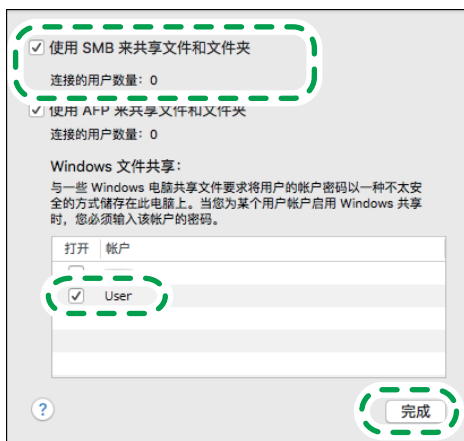 使用 SMB 来共享文件和文件夹
连接的用户数量：0
使用 AFP 来共享文件和文件夹
连接的用户数量：0
Windows 文件共享：
与一些 Windows 电脑共享文件要求将用户的帐户密码以一种不太安
全的方式储存在此电脑上。当您为某个用户帐户启用 Windows 共享
时，您必须输入该帐户的密码。
打开 帐户
User
? 完成